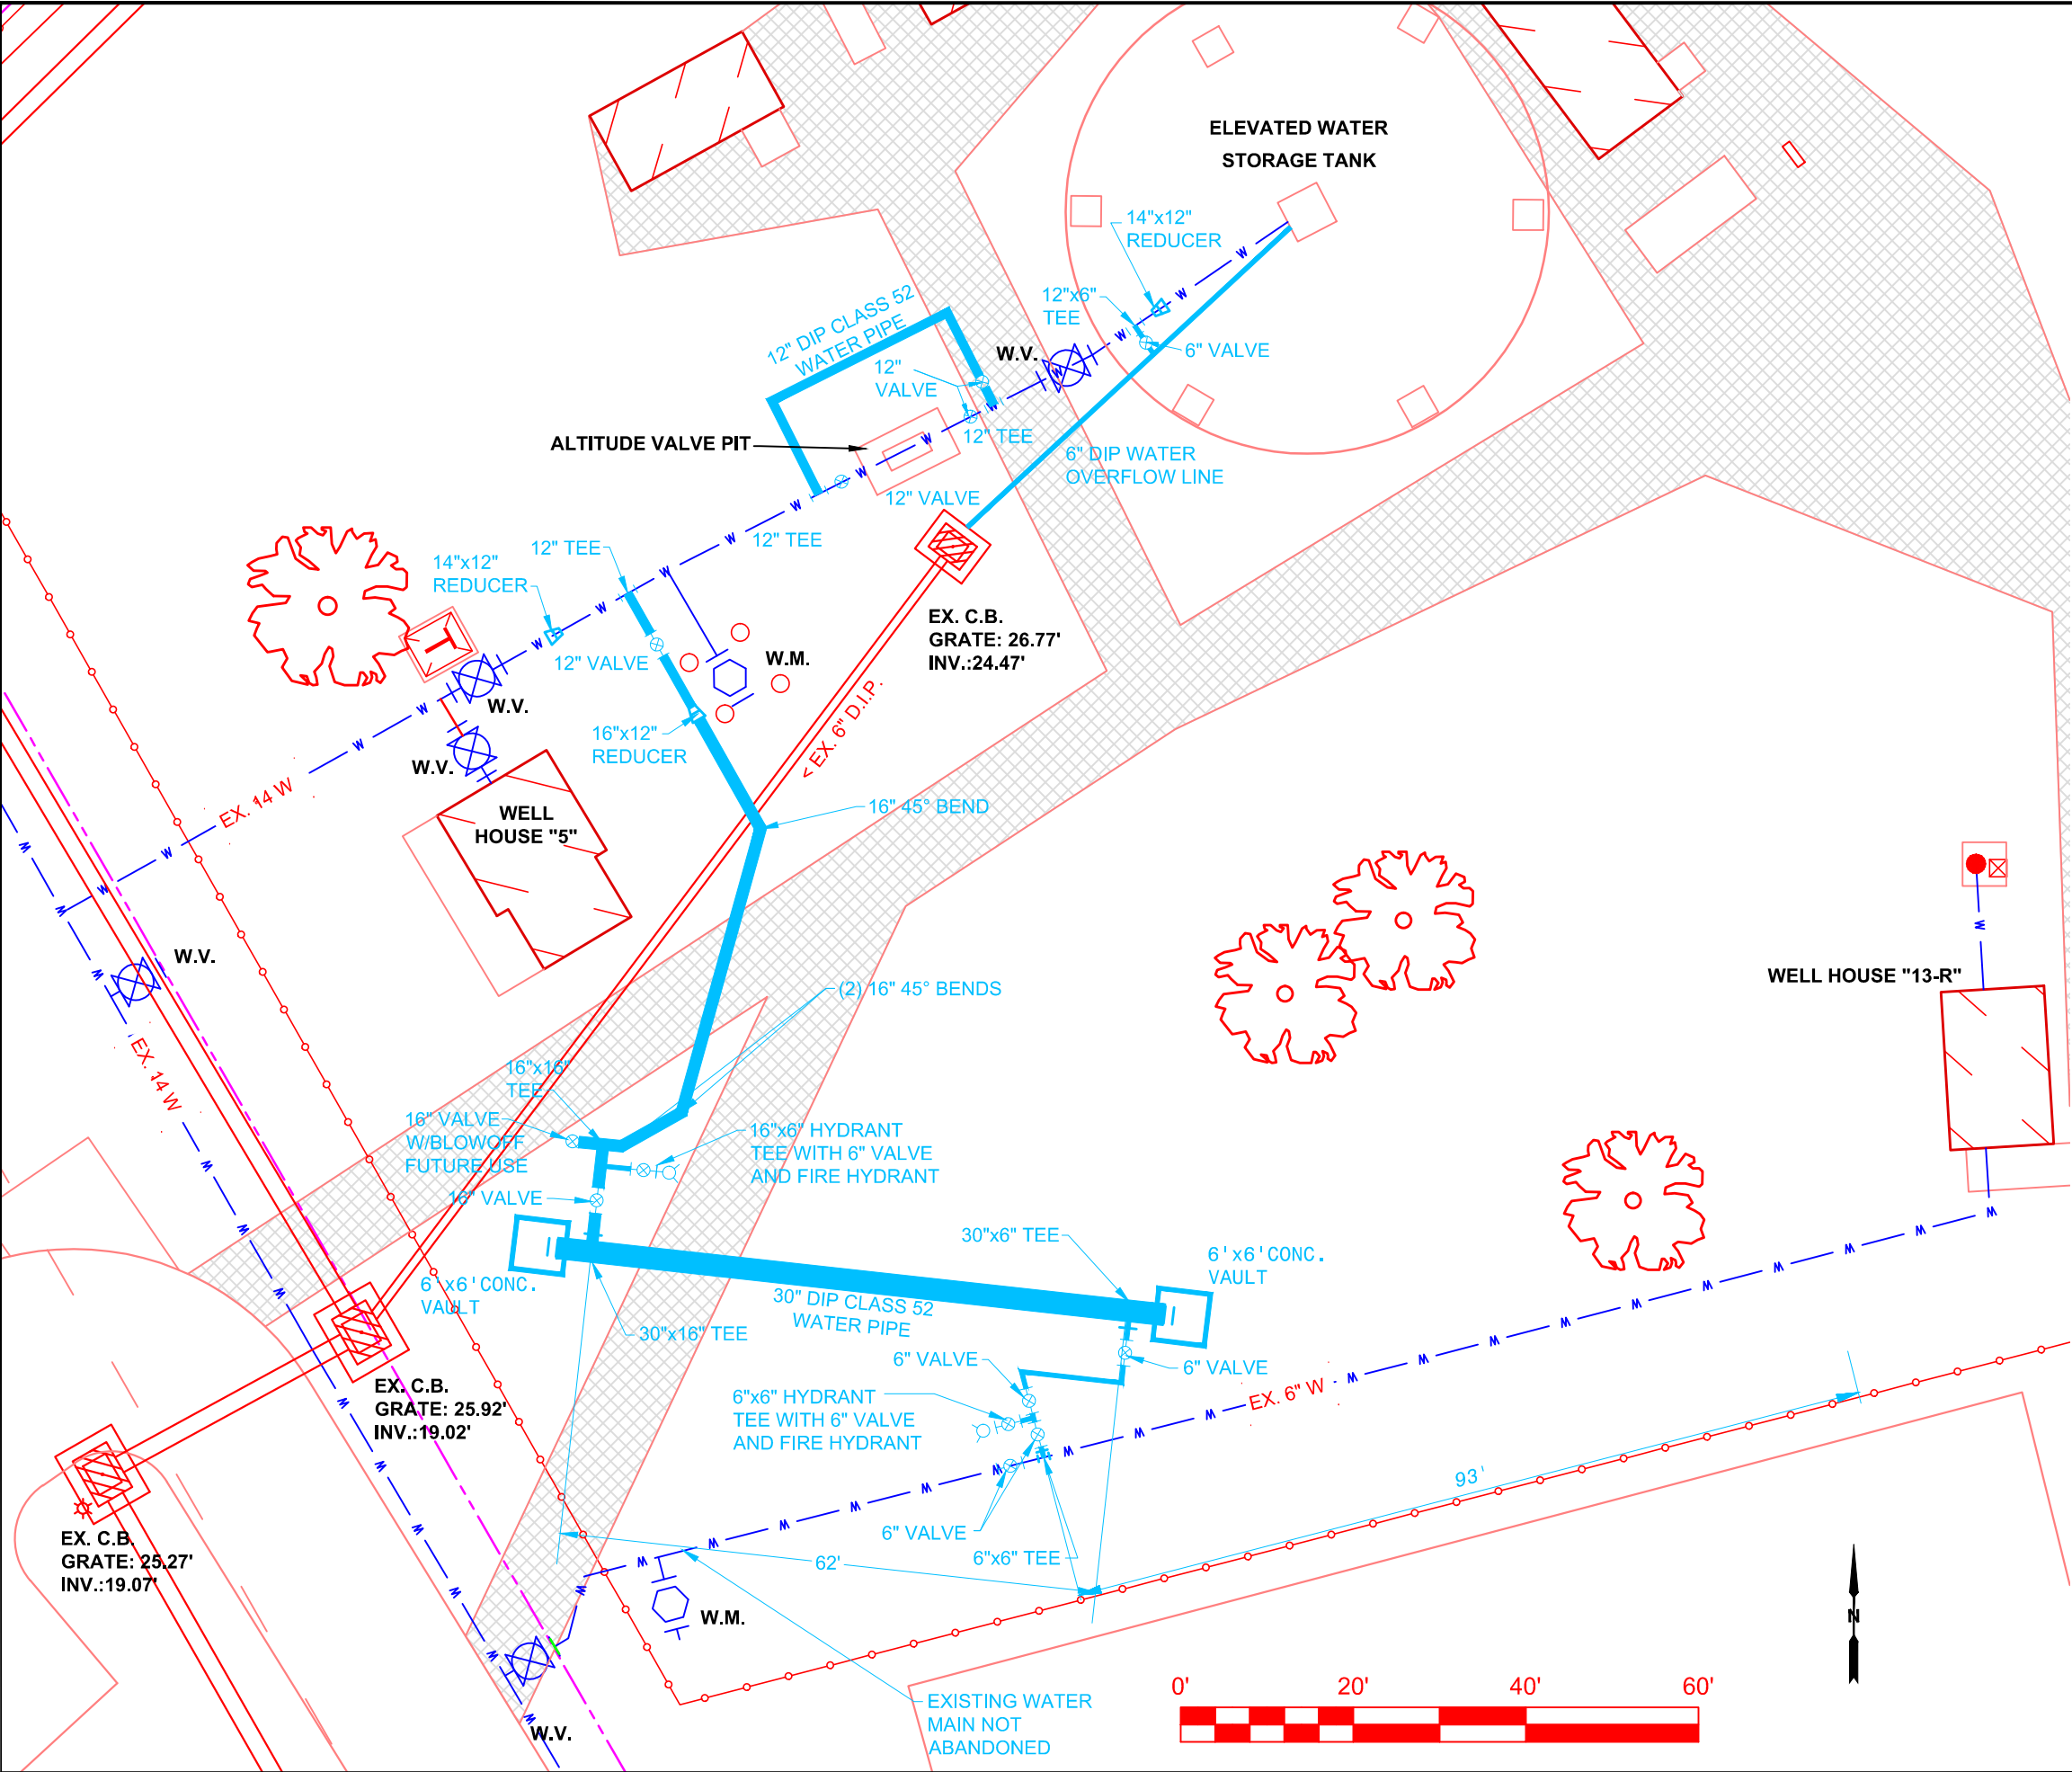 ELEVATED WATER
STORAGE TANK
14"x12"
REDUCER
12"x6"
TEE
6" VALVE
12" DIP CLASS 52
WATER PIPE
W.V.
12"
VALVE
12" TEE
ALTITUDE VALVE PIT
6" DIP WATER
OVERFLOW LINE
12" VALVE
12" TEE
12" TEE
14"x12"
REDUCER
EX. C.B.
GRATE: 26.77'
INV.:24.47'
12" VALVE
W.M.
W.V.
< EX. 6" D.I.P.
16"x12"
REDUCER
W.V.
EX. 14 W
WELL
HOUSE "5"
16" 45° BEND
W.V.
WELL HOUSE "13-R"
(2) 16" 45° BENDS
EX. 14 W
16"x16"
TEE
16" VALVE
W/BLOWOFF
FUTURE USE
16"x6" HYDRANT
TEE WITH 6" VALVE
AND FIRE HYDRANT
16" VALVE
30"x6" TEE
6'x6'CONC.
VAULT
6'x6'CONC.
VAULT
30" DIP CLASS 52
WATER PIPE
30"x16" TEE
6" VALVE
6" VALVE
EX. C.B.
GRATE: 25.92'
INV.:19.02'
6"x6" HYDRANT
TEE WITH 6" VALVE
AND FIRE HYDRANT
EX. 6" W
93'
EX. C.B.
GRATE: 25.27'
INV.:19.07'
6" VALVE
6"x6" TEE
62'
W.M.
N
EXISTING WATER
MAIN NOT
ABANDONED
W.V.
0' 20' 40' 60'
W W W W W W W W W W W W W W W
W W W W W W W W W W W W
W W W W W W W W W W W W W W W W W W W W W W